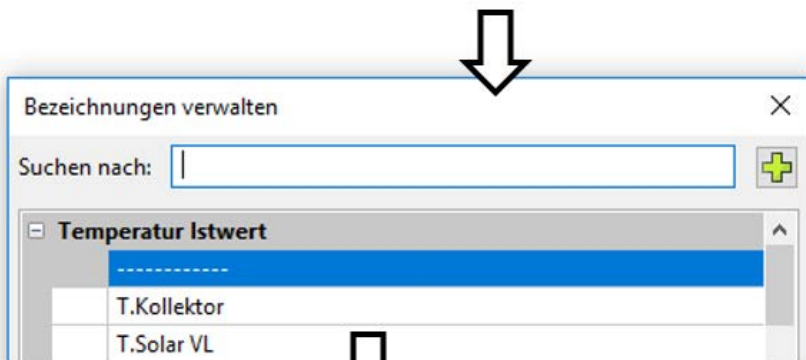 Bezeichnungen verwalten
Suchen nach:
Temperatur Istwert
------------
T.Kollektor
T.Solar VL